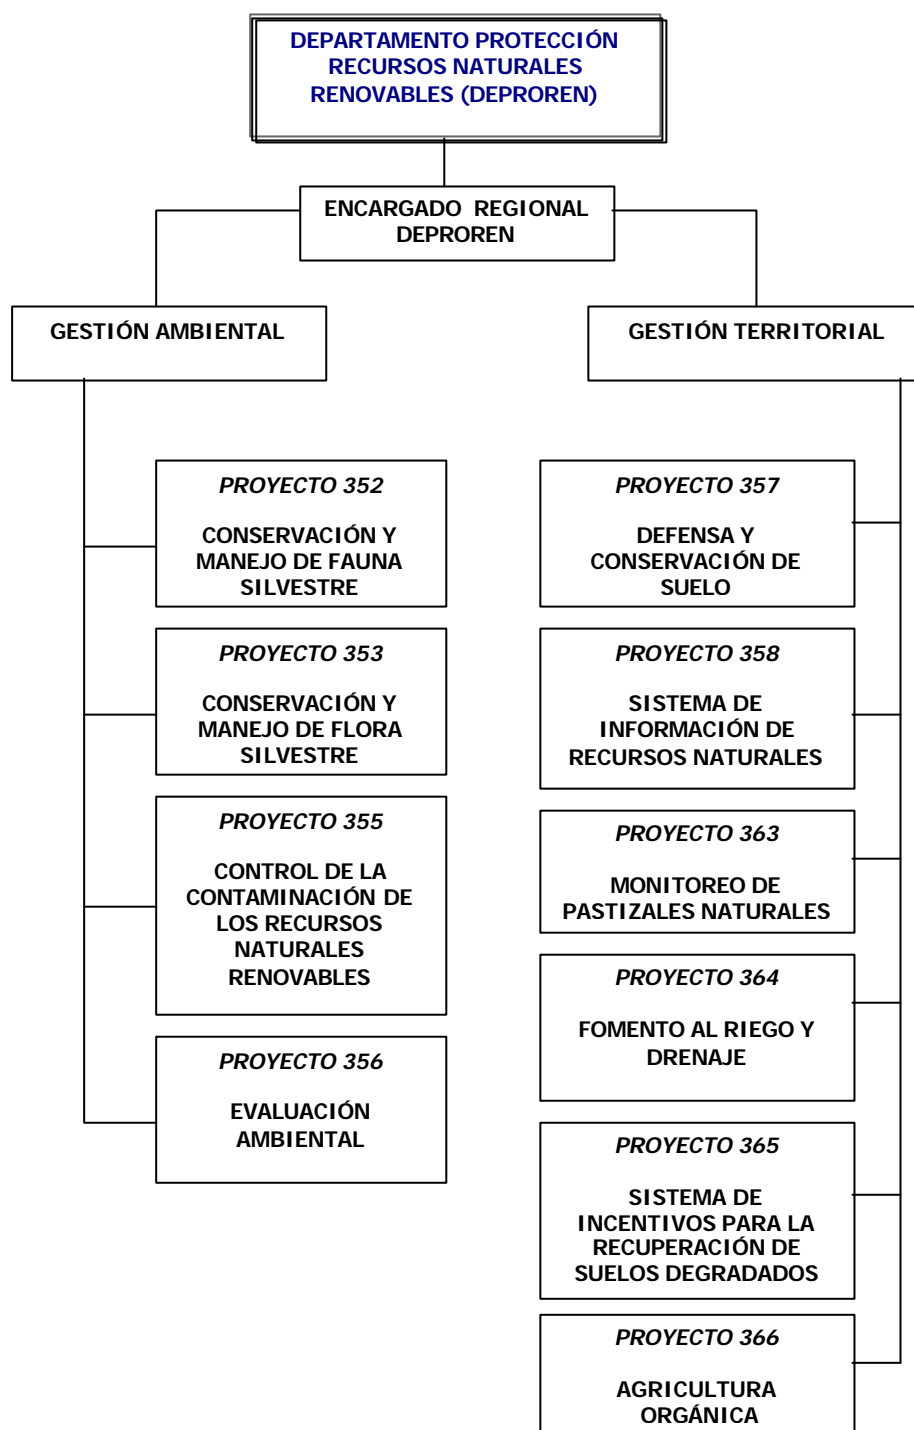 DEPARTAMENTO PROTECCIÓN
RECURSOS NATURALES
RENOVABLES (DEPROREN)
ENCARGADO REGIONAL
DEPROREN
GESTIÓN AMBIENTAL
GESTIÓN TERRITORIAL
PROYECTO 352
CONSERVACIÓN Y
MANEJO DE FAUNA
SILVESTRE
PROYECTO 353
CONSERVACIÓN Y
MANEJO DE FLORA
SILVESTRE
PROYECTO 355
CONTROL DE LA
CONTAMINACIÓN DE
LOS RECURSOS
NATURALES
RENOVABLES
PROYECTO 356
EVALUACIÓN
AMBIENTAL
PROYECTO 357
DEFENSA Y
CONSERVACIÓN DE
SUELO
PROYECTO 358
SISTEMA DE
INFORMACIÓN DE
RECURSOS NATURALES
PROYECTO 363
MONITOREO DE
PASTIZALES NATURALES
PROYECTO 364
FOMENTO AL RIEGO Y
DRENAJE
PROYECTO 365
SISTEMA DE
INCENTIVOS PARA LA
RECUPERACIÓN DE
SUELOS DEGRADADOS
PROYECTO 366
AGRICULTURA
ORGÁNICA